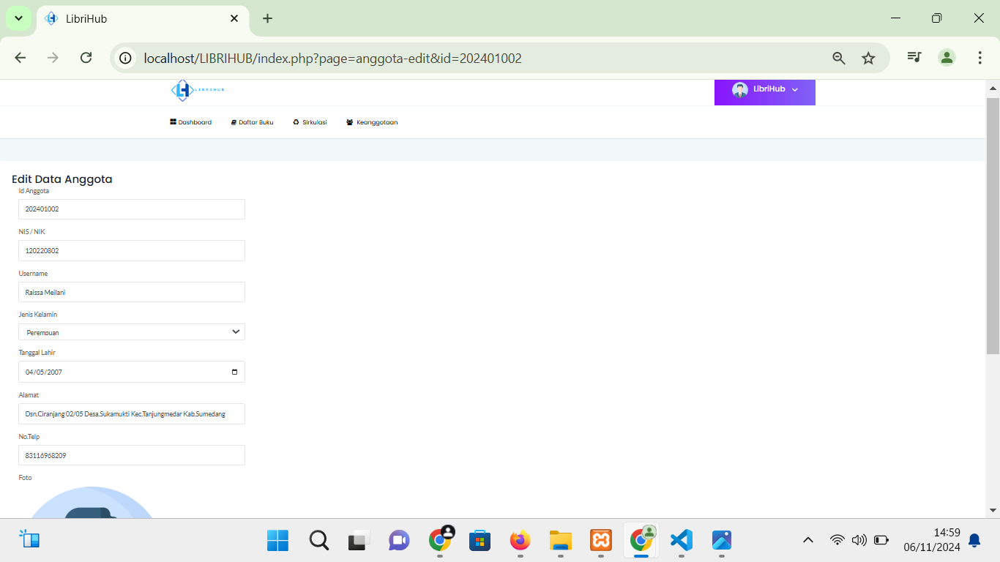 LibriHub
localhost/LIBRIHUB/index.php?page=anggota-edit&id=202401002
LIBRIHUB
LibriHub
Dashboard
Daftar Buku
Sirkulasi
Keanggotaan
Edit Data Anggota
Id Anggota
202401002
NIS / NIK
120220802
Username
Raissa Meilani
Jenis Kelamin
Perempuan
Tanggal Lahir
04/05/2007
Alamat
Dsn.Ciranjang 02/05 Desa.Sukamukti Kec.Tanjungmedar Kab.Sumedang
No.Telp
83116968209
Foto
14:59
06/11/2024